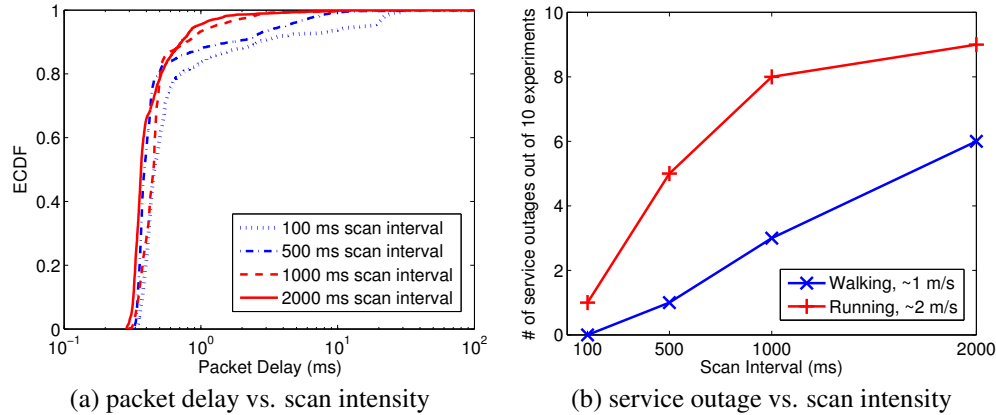 1
0.8
0.6
0.4
0.2
0
ECDF
100 ms scan interval
500 ms scan interval
1000 ms scan interval
2000 ms scan interval
10^-1
10^0
10^1
10^2
Packet Delay (ms)
(a) packet delay vs. scan intensity
10
8
6
4
2
0
# of service outages out of 10 experiments
Walking, ~1 m/s
Running, ~2 m/s
100
500
1000
2000
Scan Interval (ms)
(b) service outage vs. scan intensity